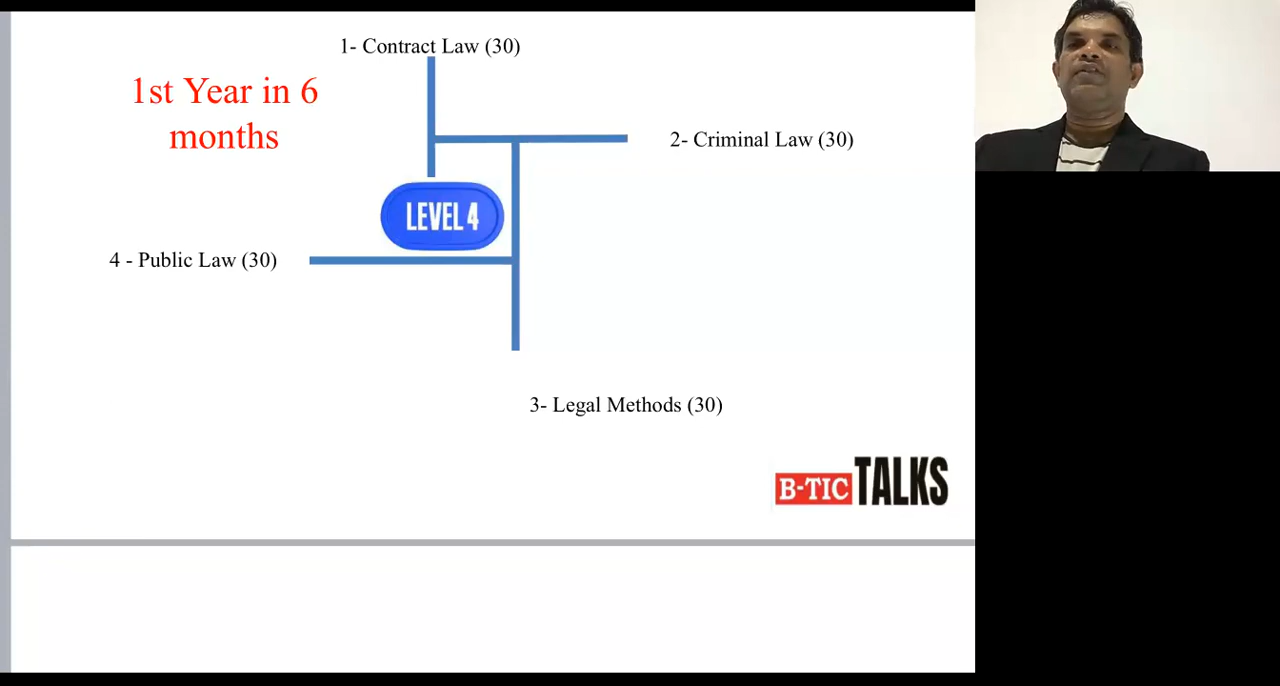 1- Contract Law (30)
1st Year in 6
months
2- Criminal Law (30)
LEVEL 4
4 - Public Law (30)
3- Legal Methods (30)
B-TIC TALKS